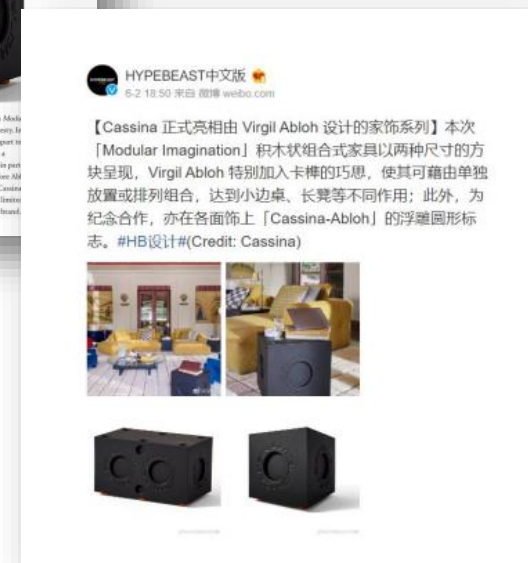 HYPEBEAST中文版
6-2 18:50 来自 微博 weibo.com
【Cassina 正式亮相由 Virgil Abloh 设计的家饰系列】本次
「Modular Imagination」积木状组合式家具以两种尺寸的方
块呈现，Virgil Abloh 特别加入卡榫的巧思，使其可藉由单独
放置或排列组合，达到小边桌、长凳等不同作用；此外，为
纪念合作，亦在各面饰上「Cassina-Abloh」的浮雕圆形标
志。#HB设计#(Credit: Cassina)